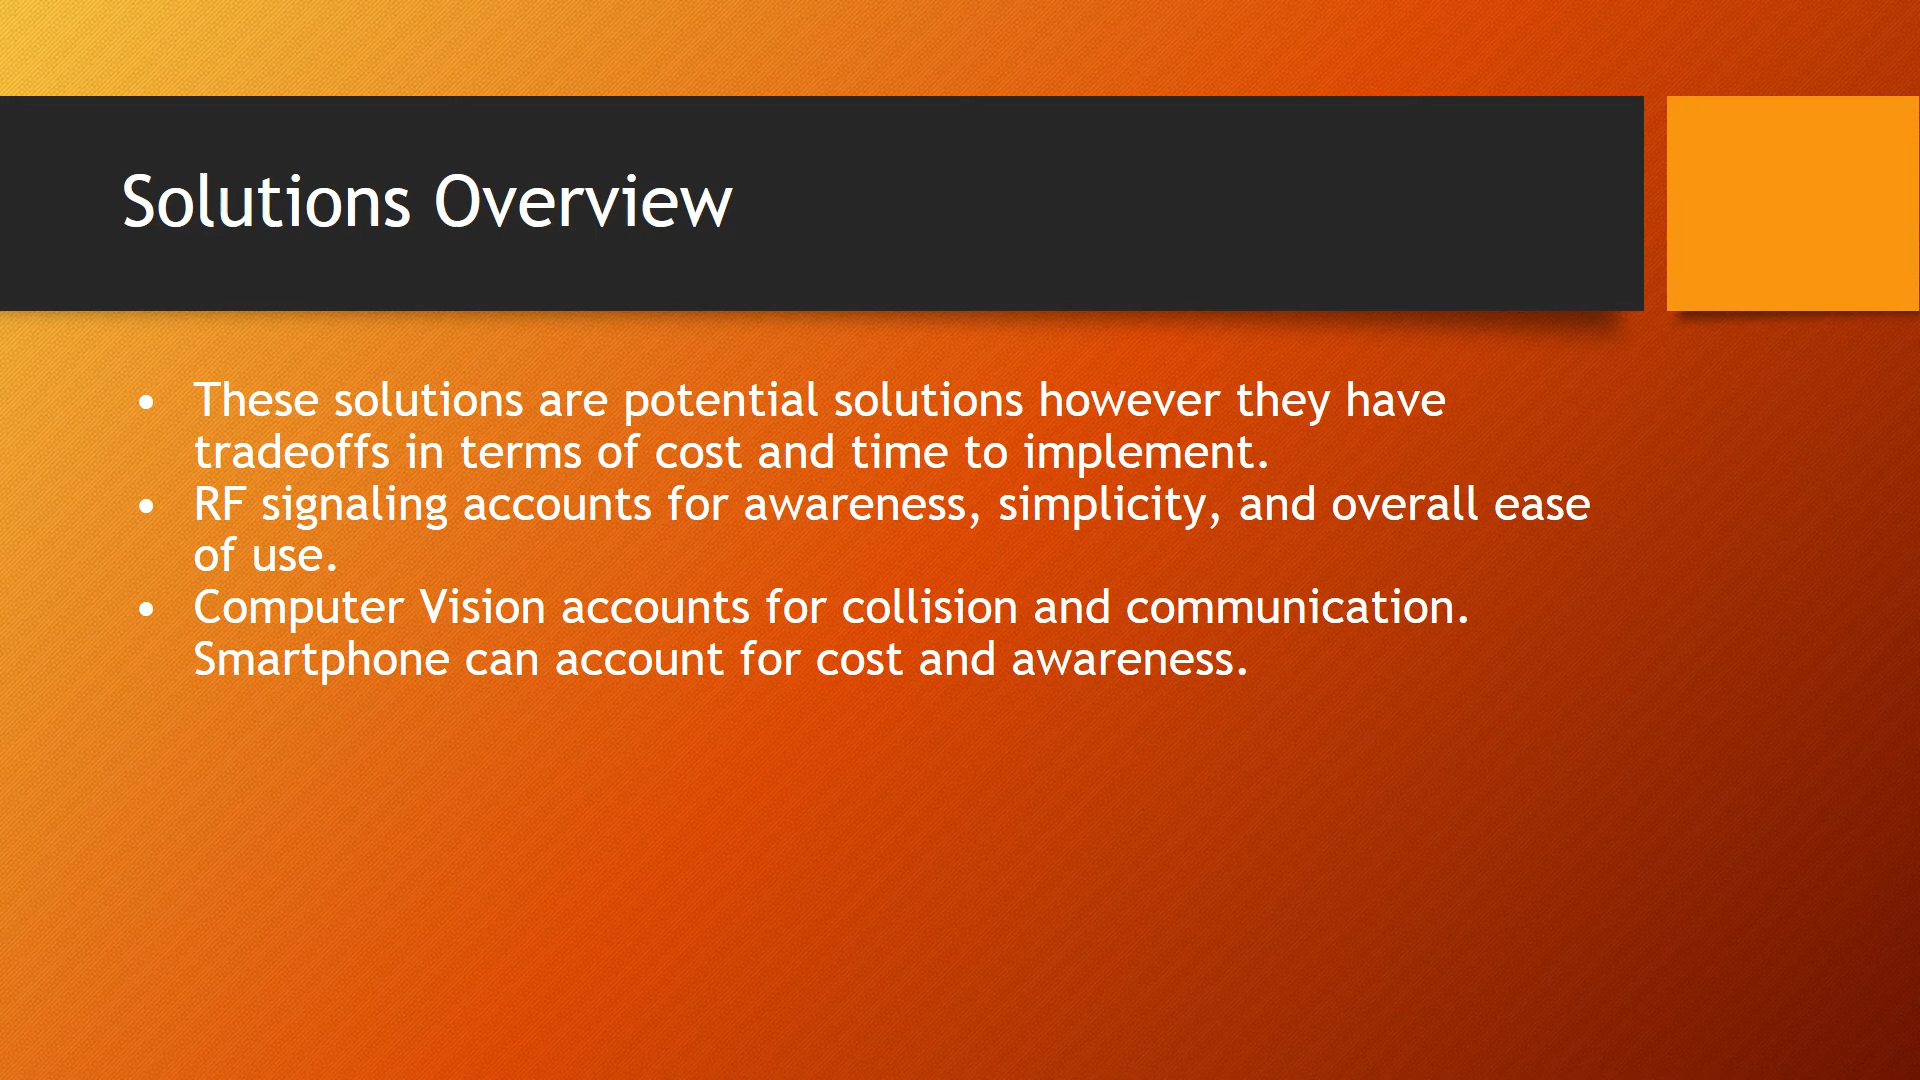 Solutions Overview
• These solutions are potential solutions however they have
tradeoffs in terms of cost and time to implement.
• RF signaling accounts for awareness, simplicity, and overall ease
of use.
• Computer Vision accounts for collision and communication.
Smartphone can account for cost and awareness.